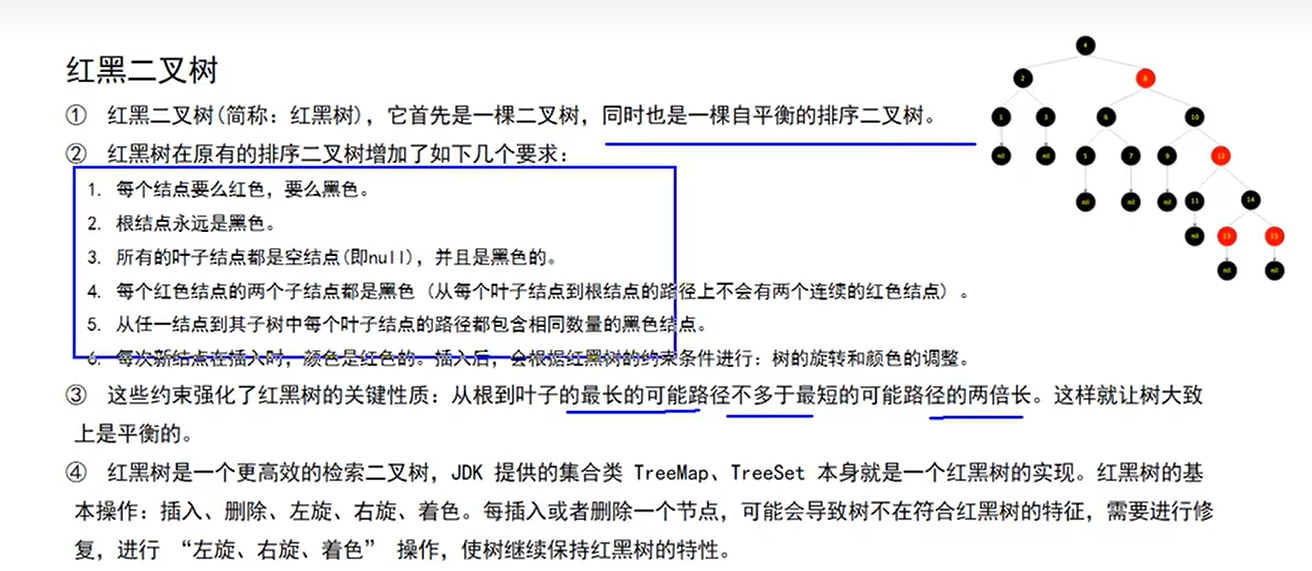 红黑二叉树
① 红黑二叉树(简称：红黑树)，它首先是一棵二叉树，同时也是一棵自平衡的排序二叉树。
② 红黑树在原有的排序二叉树增加了如下几个要求：
1. 每个结点要么红色，要么黑色。
2. 根结点永远是黑色。
3. 所有的叶子结点都是空结点(即null)，并且是黑色的。
4. 每个红色结点的两个子结点都是黑色 (从每个叶子结点到根结点的路径上不会有两个连续的红色结点) 。
5. 从任一结点到其子树中每个叶子结点的路径都包含相同数量的黑色结点。
6. 每次新结点在插入时，颜色是红色的。插入后，会根据红黑树的约束条件进行：树的旋转和颜色的调整。
③ 这些约束强化了红黑树的关键性质：从根到叶子的最长的可能路径不多于最短的可能路径的两倍长。这样就让树大致
上是平衡的。
④ 红黑树是一个更高效的检索二叉树，JDK 提供的集合类 TreeMap、TreeSet 本身就是一个红黑树的实现。红黑树的基
本操作：插入、删除、左旋、右旋、着色。每插入或者删除一个节点，可能会导致树不在符合红黑树的特征，需要进行修
复，进行 “左旋、右旋、着色” 操作，使树继续保持红黑树的特性。
4
2 8
1 3 6 10
nil nil 5 7 9 12
nil nil nil 11 14
nil 13 15
nil nil